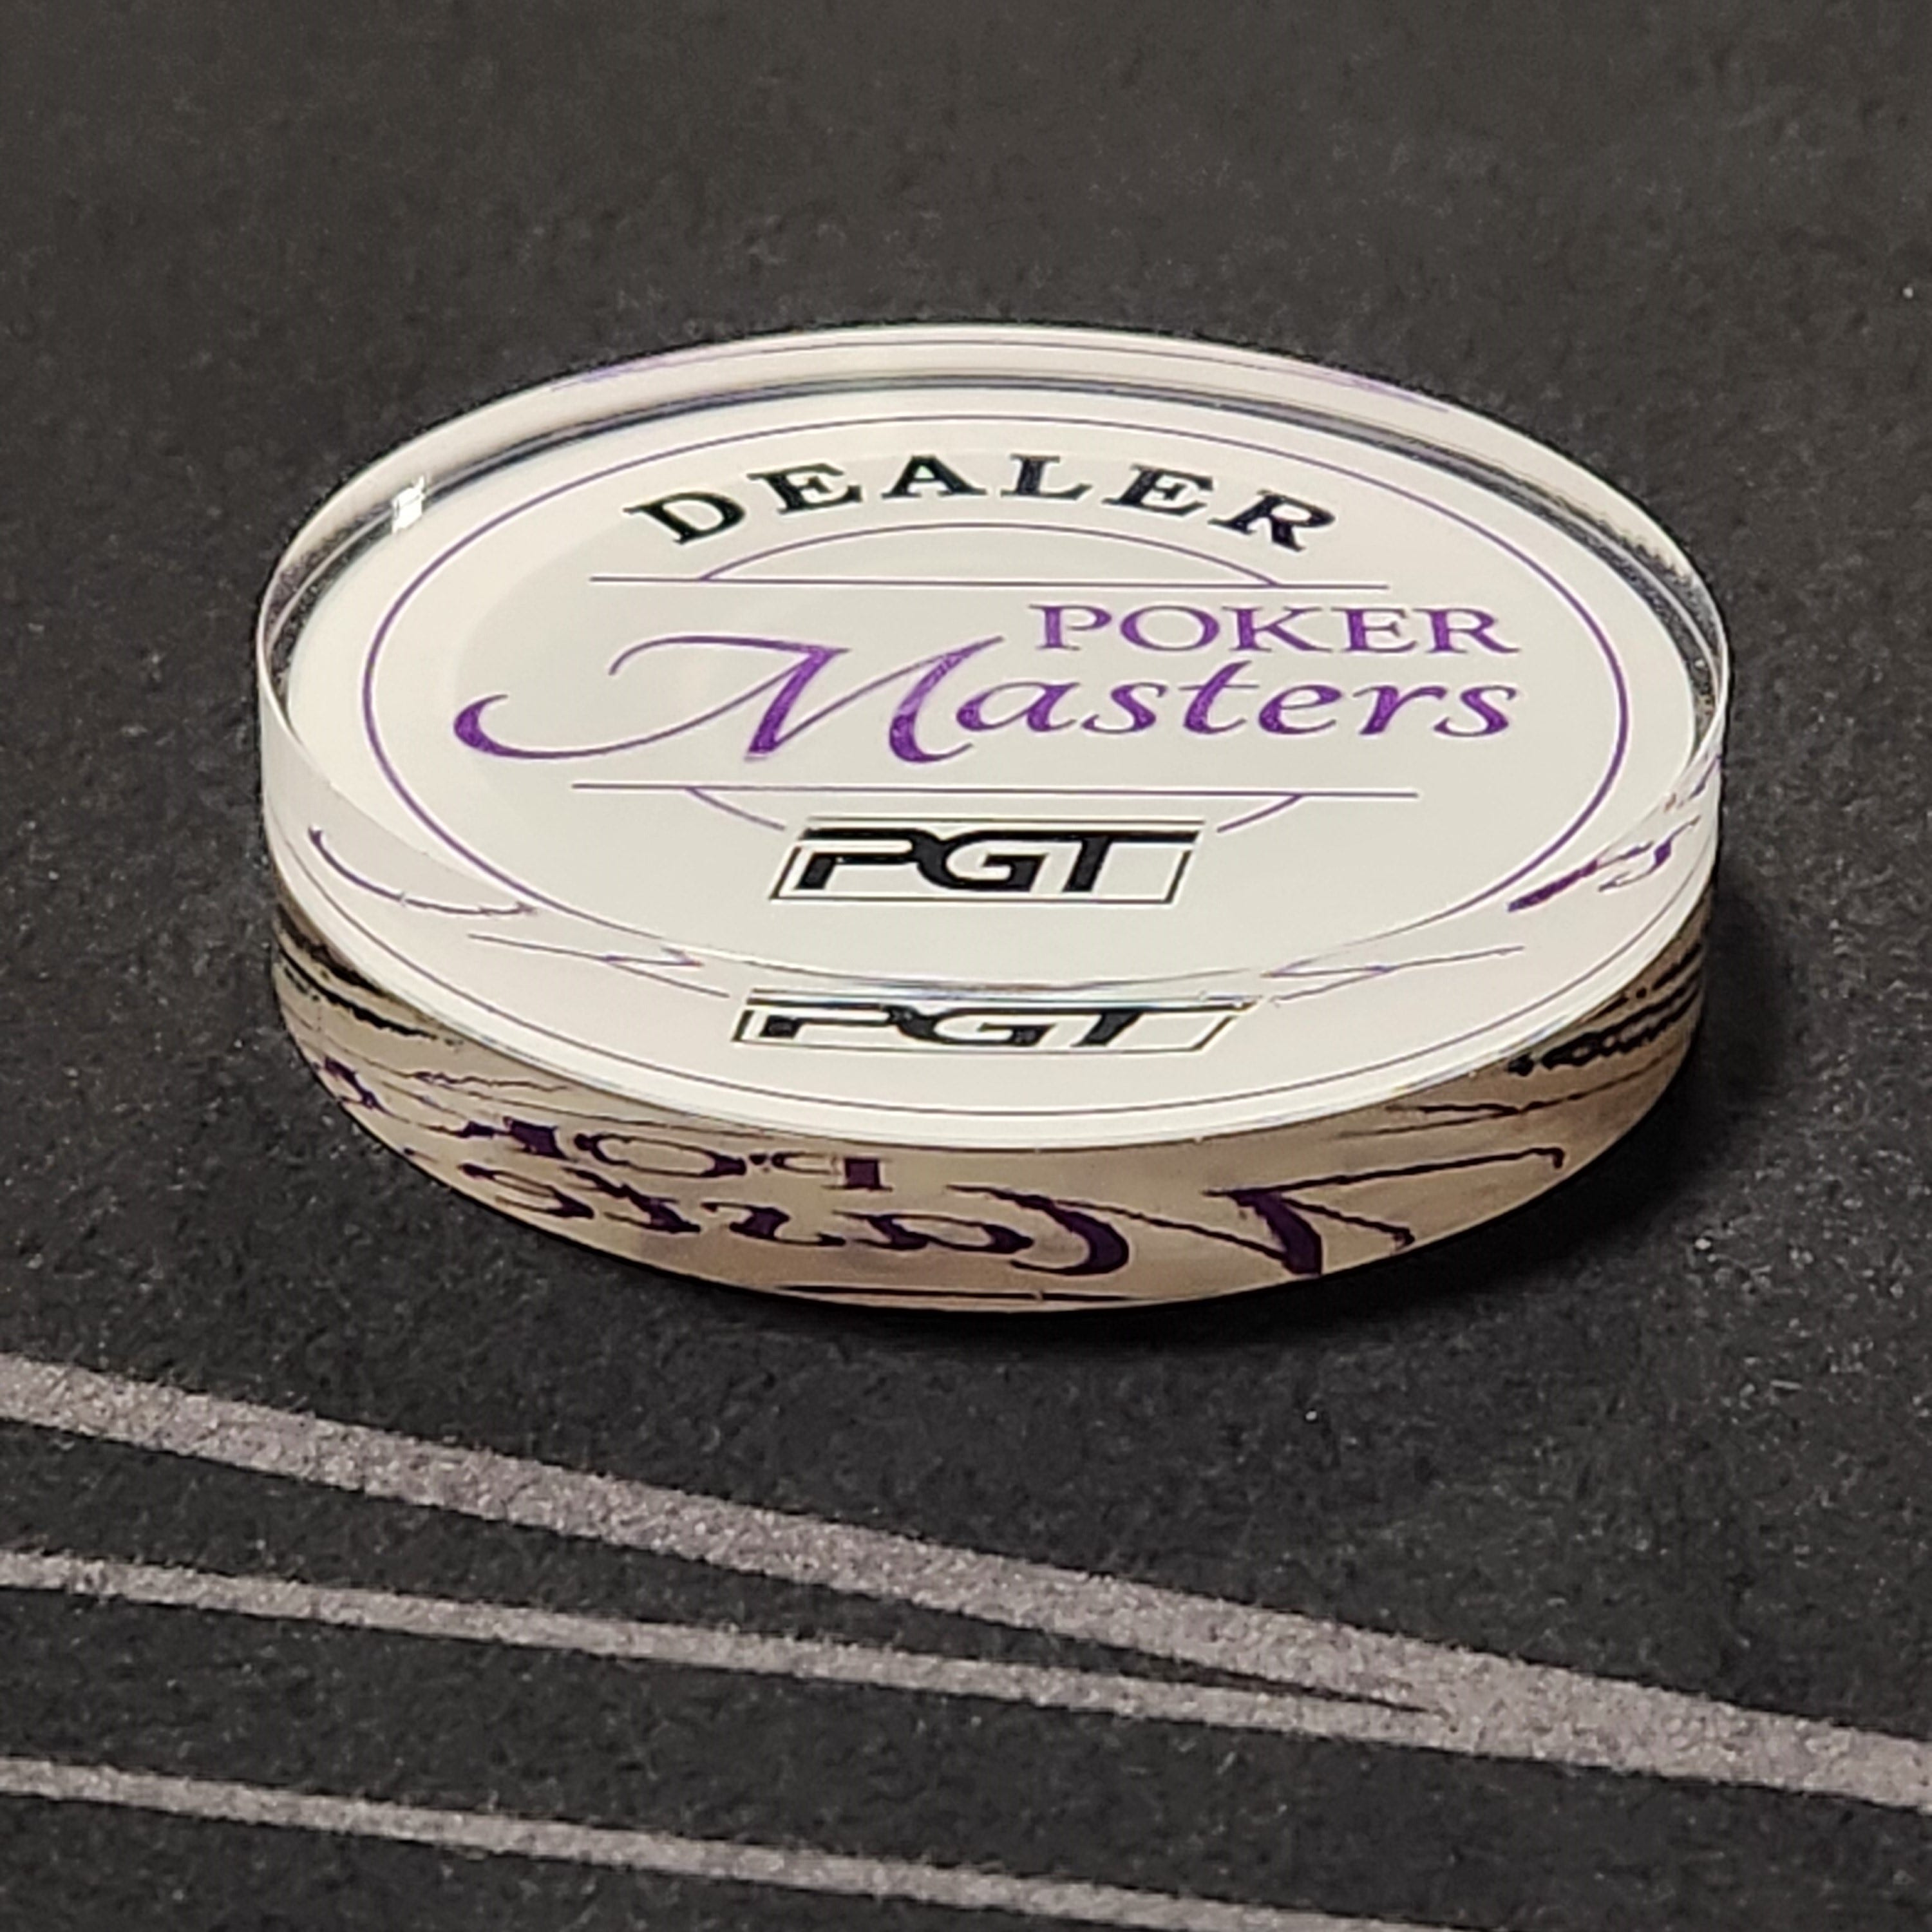 DEALER
POKER
Masters
PGT
PGT